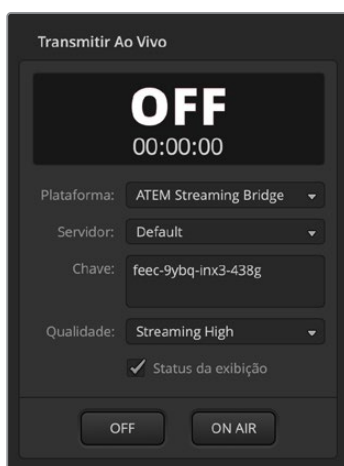 Transmitir Ao Vivo
OFF
00:00:00
Plataforma: ATEM Streaming Bridge
Servidor: Default
Chave: feec-9ybq-inx3-438g
Qualidade: Streaming High
Status da exibição
OFF ON AIR